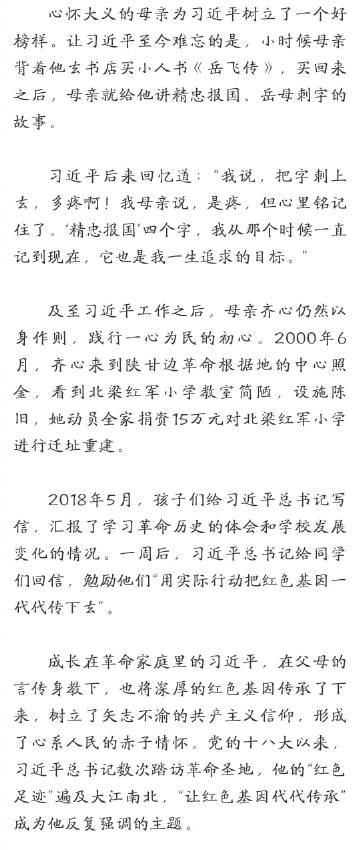 心怀大义的母亲为习近平树立了一个好
榜样。让习近平至今难忘的是，小时候母亲
背着他去书店买小人书《岳飞传》，买回来
之后，母亲就给他讲精忠报国、岳母刺字的
故事。
习近平后来回忆道：“我说，把字刺上
去，多疼啊！我母亲说，是疼，但心里铭记
住了。‘精忠报国’四个字，我从那个时候一直
记到现在，它也是我一生追求的目标。”
及至习近平工作之后，母亲齐心仍然以
身作则，践行一心为民的初心。2000年6
月，齐心来到陕甘边革命根据地的中心照
金，看到北梁红军小学教室简陋，设施陈
旧，她动员全家捐资15万元对北梁红军小学
进行迁址重建。
2018年5月，孩子们给习近平总书记写
信，汇报了学习革命历史的体会和学校发展
变化的情况。一周后，习近平总书记给同学
们回信，勉励他们“用实际行动把红色基因一
代代传下去”。
成长在革命家庭里的习近平，在父母的
言传身教下，也将深厚的红色基因传承了下
来，树立了矢志不渝的共产主义信仰，形成
了心系人民的赤子情怀。党的十八大以来，
习近平总书记数次踏访革命圣地，他的“红色
足迹”遍及大江南北，“让红色基因代代传承”
成为他反复强调的主题。